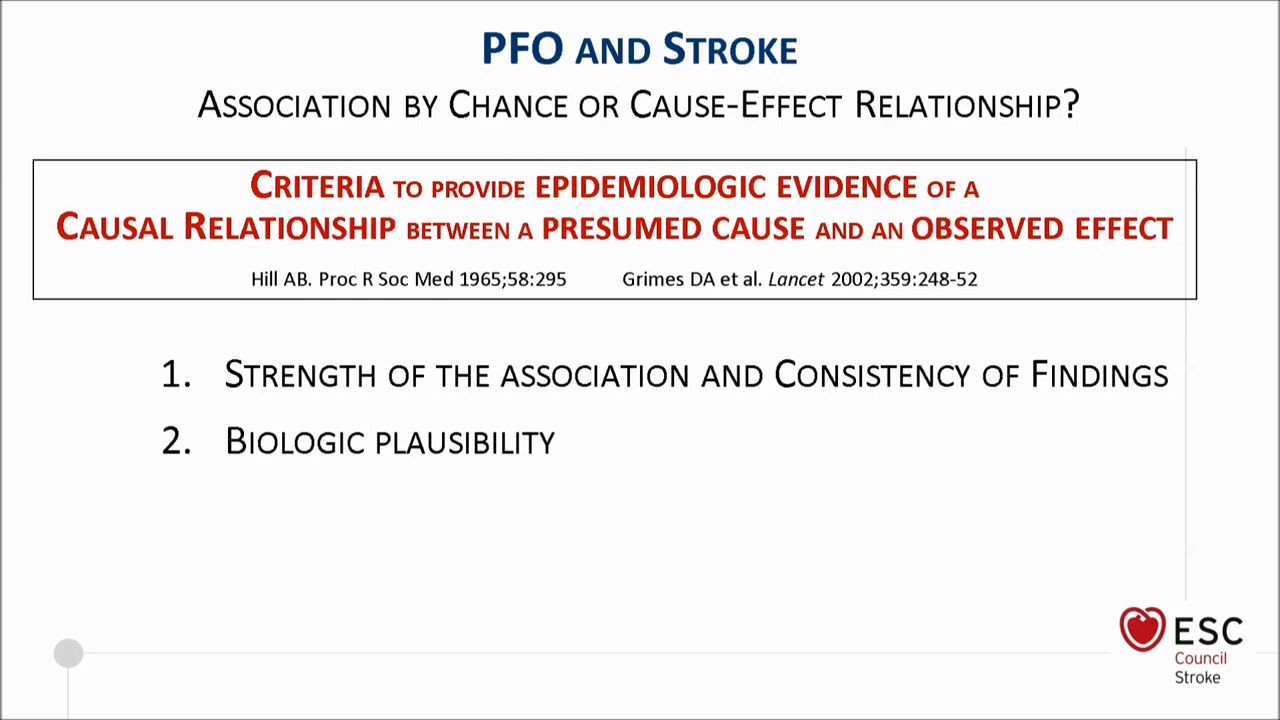 PFO AND STROKE
ASSOCIATION BY CHANCE OR CAUSE-EFFECT RELATIONSHIP?
CRITERIA TO PROVIDE EPIDEMIOLOGIC EVIDENCE OF A
CAUSAL RELATIONSHIP BETWEEN A PRESUMED CAUSE AND AN OBSERVED EFFECT
Hill AB. Proc R Soc Med 1965;58:295 Grimes DA et al. Lancet 2002;359:248-52
1. STRENGTH OF THE ASSOCIATION AND CONSISTENCY OF FINDINGS
2. BIOLOGIC PLAUSIBILITY
ESC
Council
Stroke